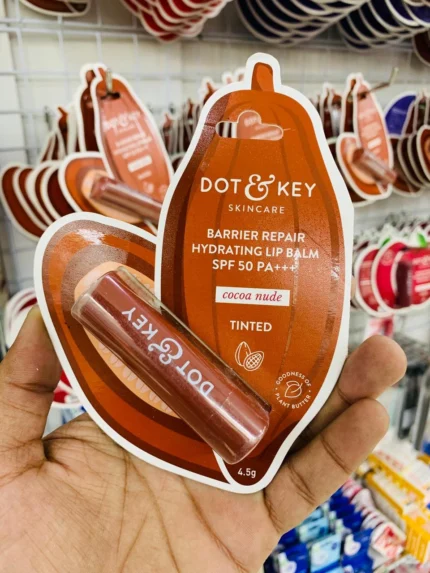 DOT & KEY
SKINCARE
BARRIER REPAIR
HYDRATING LIP BALM
SPF 50 PA+++
cocoa nude
TINTED
GOODNESS OF
PLANT BUTTER
DOT & KEY
4.5g